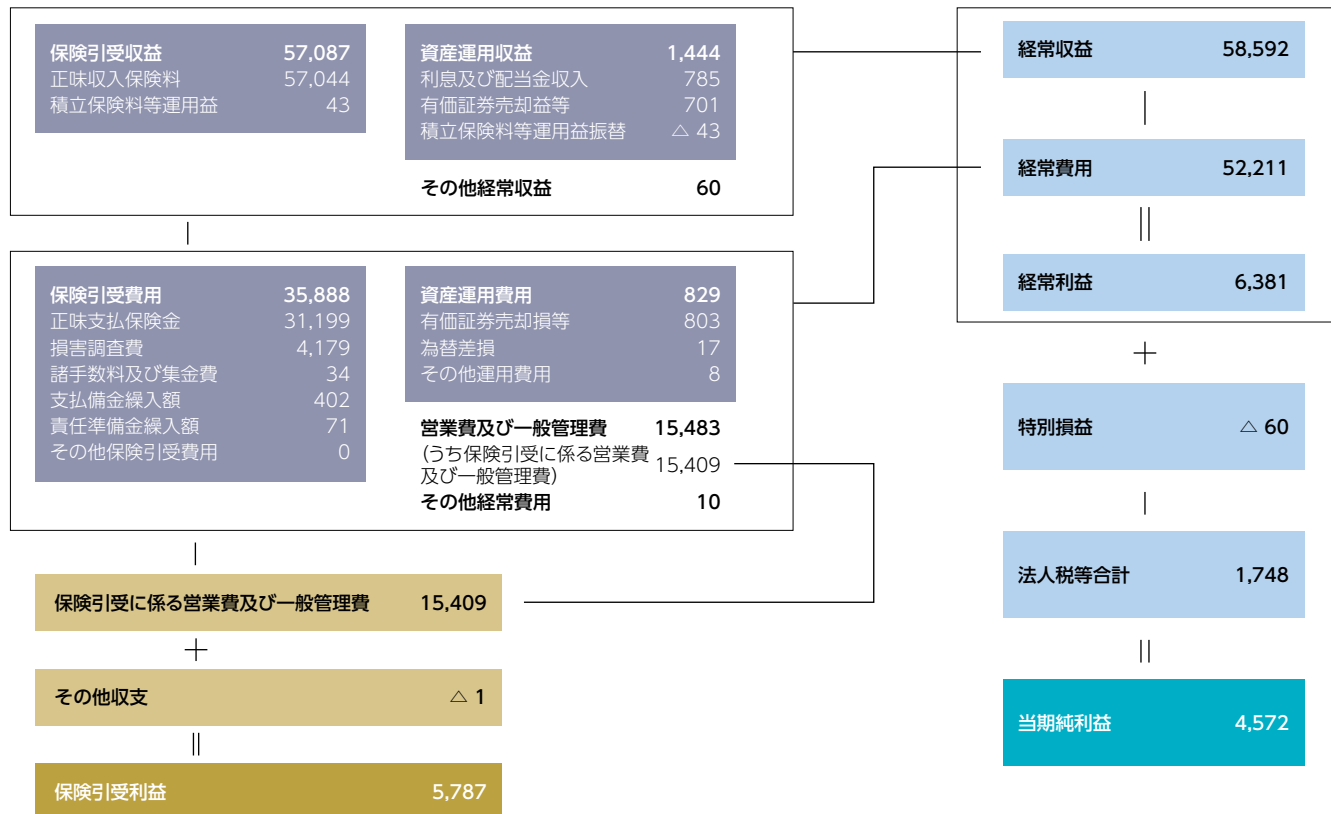 保険引受収益 57,087
正味収入保険料 57,044
積立保険料等運用益 43
資産運用収益 1,444
利息及び配当金収入 785
有価証券売却益等 701
積立保険料等運用益振替 △ 43
その他経常収益 60
|
保険引受費用 35,888
正味支払保険金 31,199
損害調査費 4,179
諸手数料及び集金費 34
支払備金繰入額 402
責任準備金繰入額 71
その他保険引受費用 0
資産運用費用 829
有価証券売却損等 803
為替差損 17
その他運用費用 8
営業費及び一般管理費 15,483
(うち保険引受に係る営業費
及び一般管理費) 15,409
その他経常費用 10
|
保険引受に係る営業費及び一般管理費 15,409
+
その他収支 △ 1
||
保険引受利益 5,787
経常収益 58,592
|
経常費用 52,211
||
経常利益 6,381
+
特別損益 △ 60
|
法人税等合計 1,748
||
当期純利益 4,572